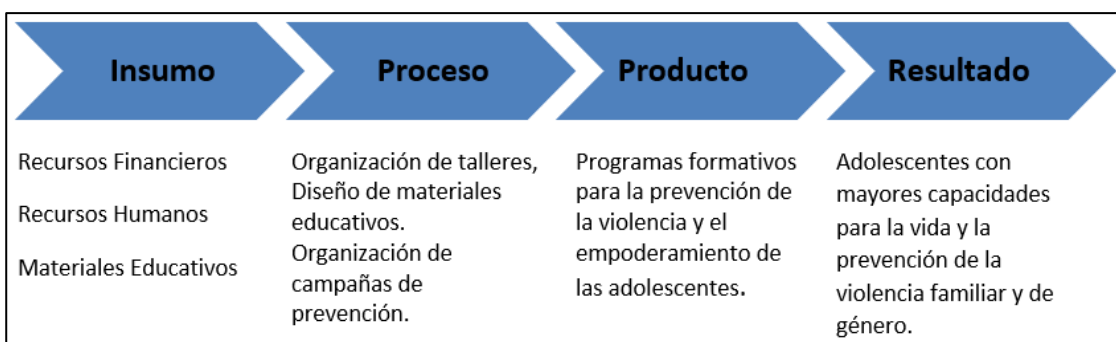 Insumo
Proceso
Producto
Resultado
Recursos Financieros
Recursos Humanos
Materiales Educativos
Organización de talleres,
Diseño de materiales
educativos.
Organización de
campañas de
prevención.
Programas formativos
para la prevención de
la violencia y el
empoderamiento de
las adolescentes.
Adolescentes con
mayores capacidades
para la vida y la
prevención de la
violencia familiar y de
género.